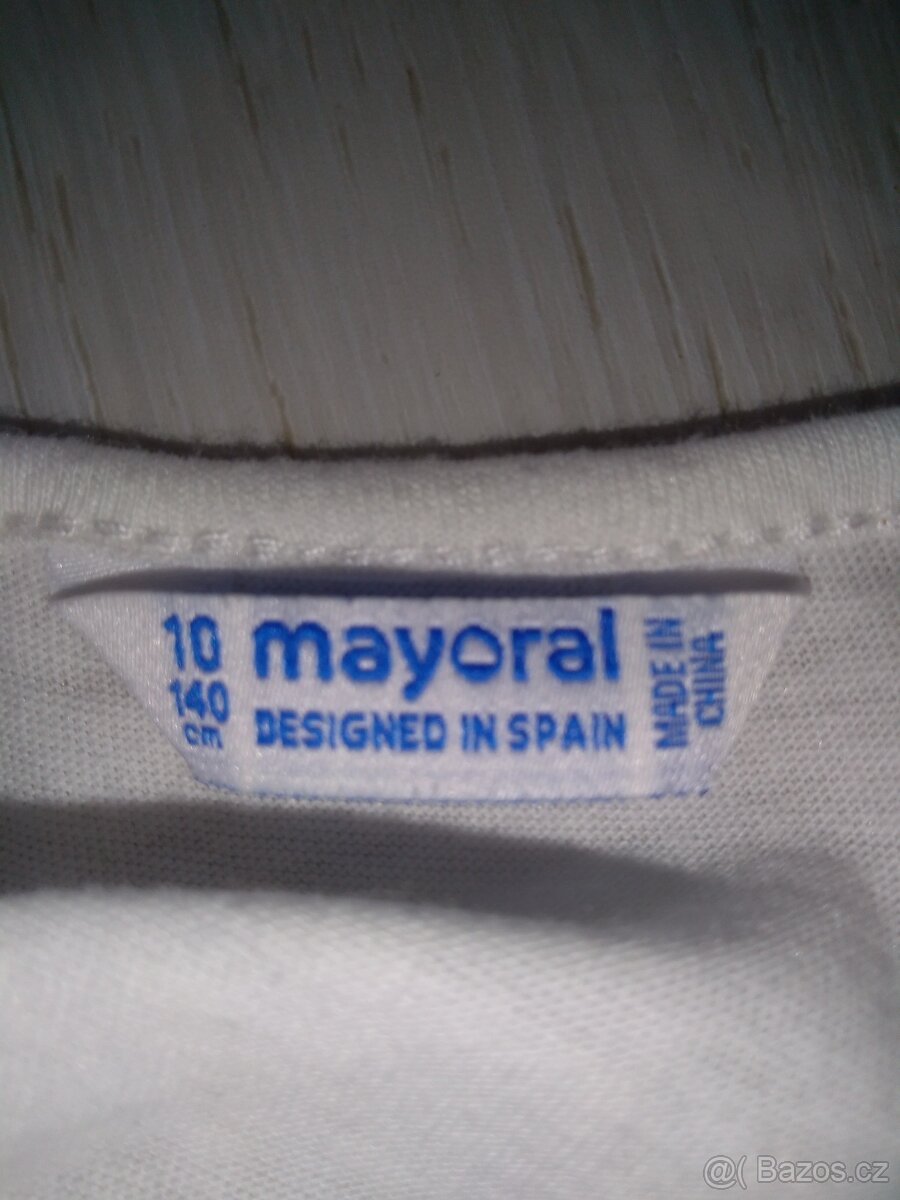 10
140
cm
mayoral
DESIGNED IN SPAIN
MADE IN
CHINA
@( Bazos.cz